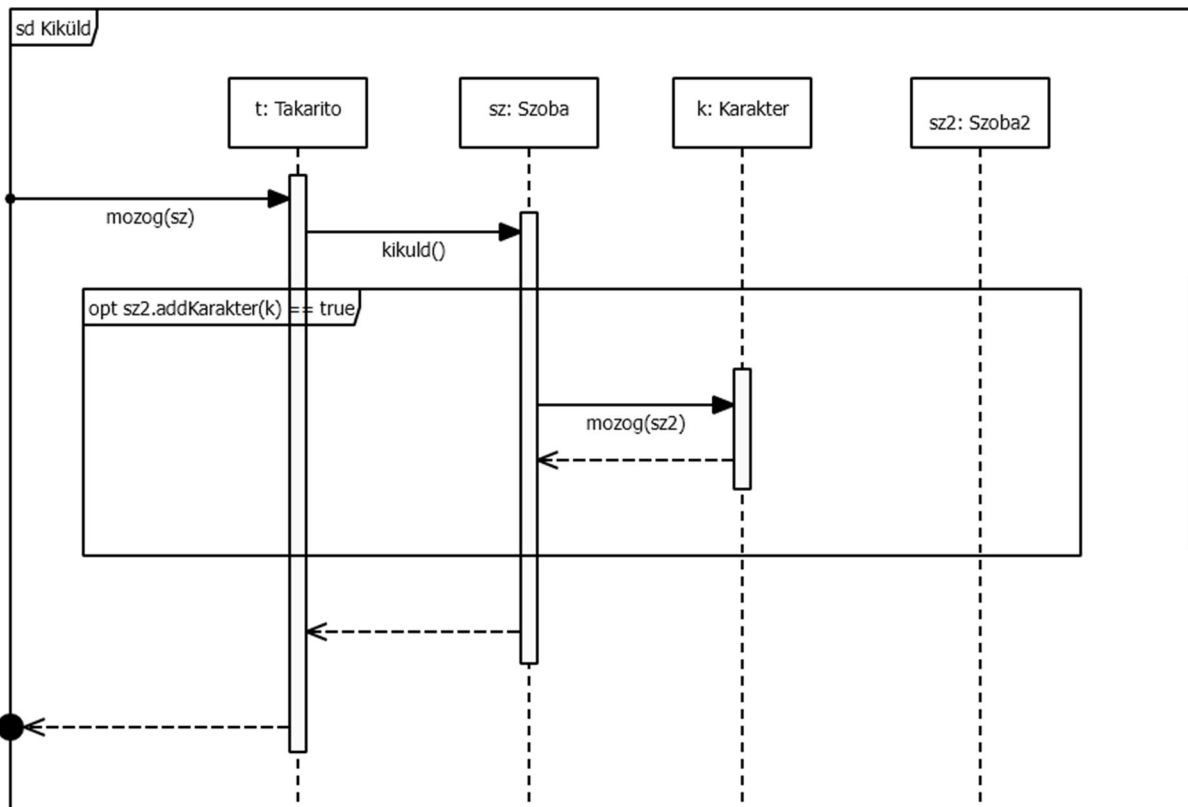 sd Kiküld
t: Takarito
sz: Szoba
k: Karakter
sz2: Szoba2
mozog(sz)
kikuld()
opt sz2.addKarakter(k) == true
mozog(sz2)